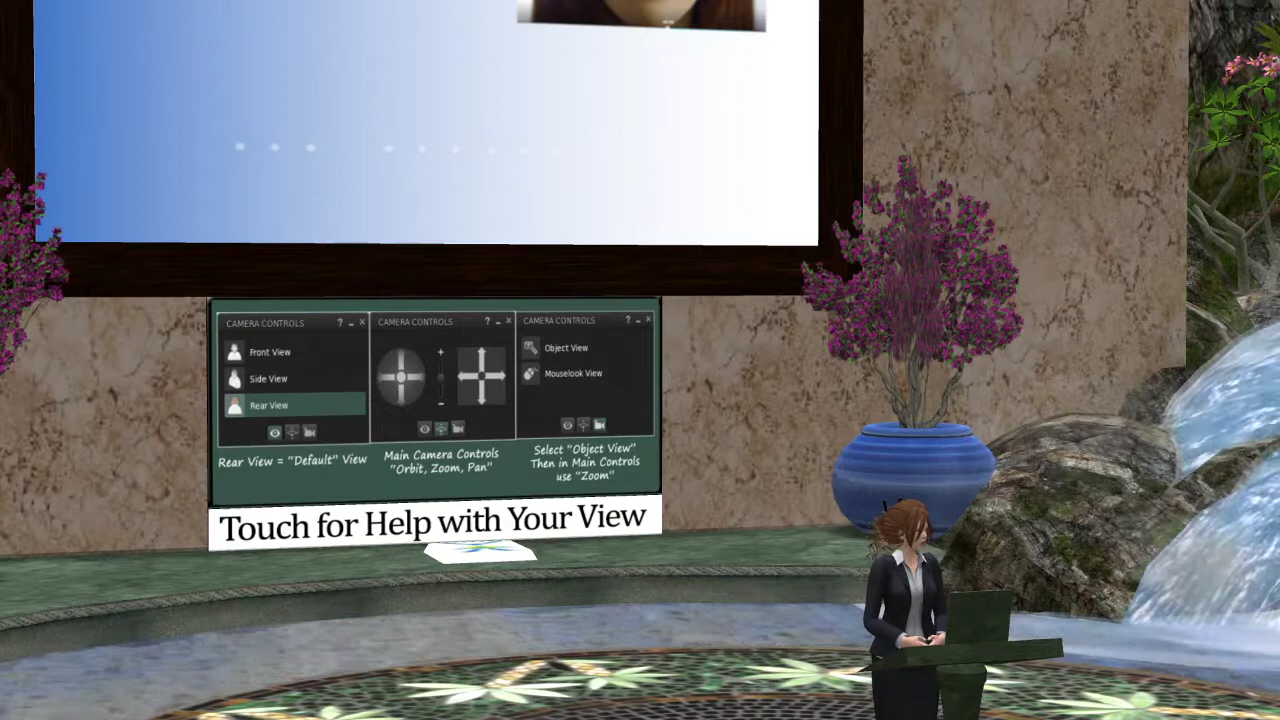 CAMERA CONTROLS ? _ x
Front View
Side View
Rear View
Rear View = "Default" View
CAMERA CONTROLS ? _ x
+
-
Main Camera Controls
"Orbit, Zoom, Pan"
CAMERA CONTROLS ? _ x
Object View
Mouselook View
Select "Object View"
Then in Main Controls
use "Zoom"
Touch for Help with Your View